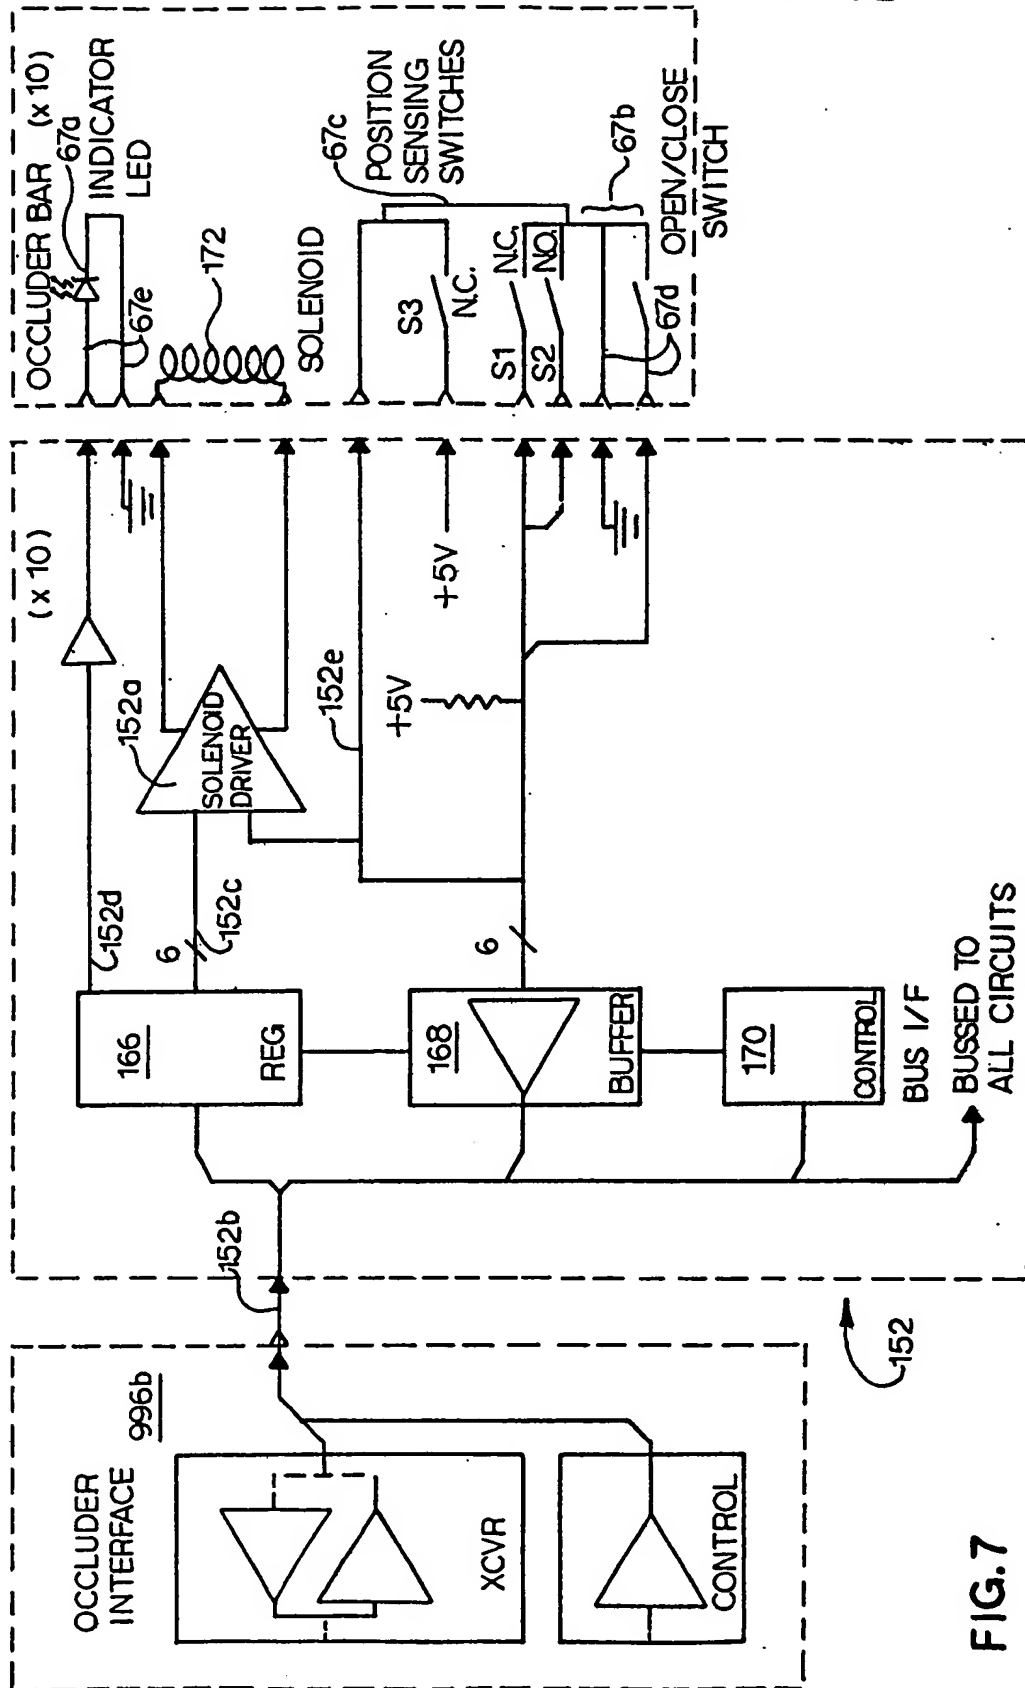 OCCLUDER
INTERFACE
996b
XCVR
CONTROL
152b
152
(x 10)
166
REG
168
BUFFER
170
CONTROL
BUS I/F
BUSSED TO
ALL CIRCUITS
152d
6
152c
6
152a
SOLENOID
DRIVER
152e
+5V
+5V
OCCLUDER BAR (x 10)
67a
INDICATOR
LED
67e
172
SOLENOID
67c
POSITION
SENSING
SWITCHES
S3
N.C.
S1
N.C.
S2
N.O.
67b
67d
OPEN/CLOSE
SWITCH
FIG.7